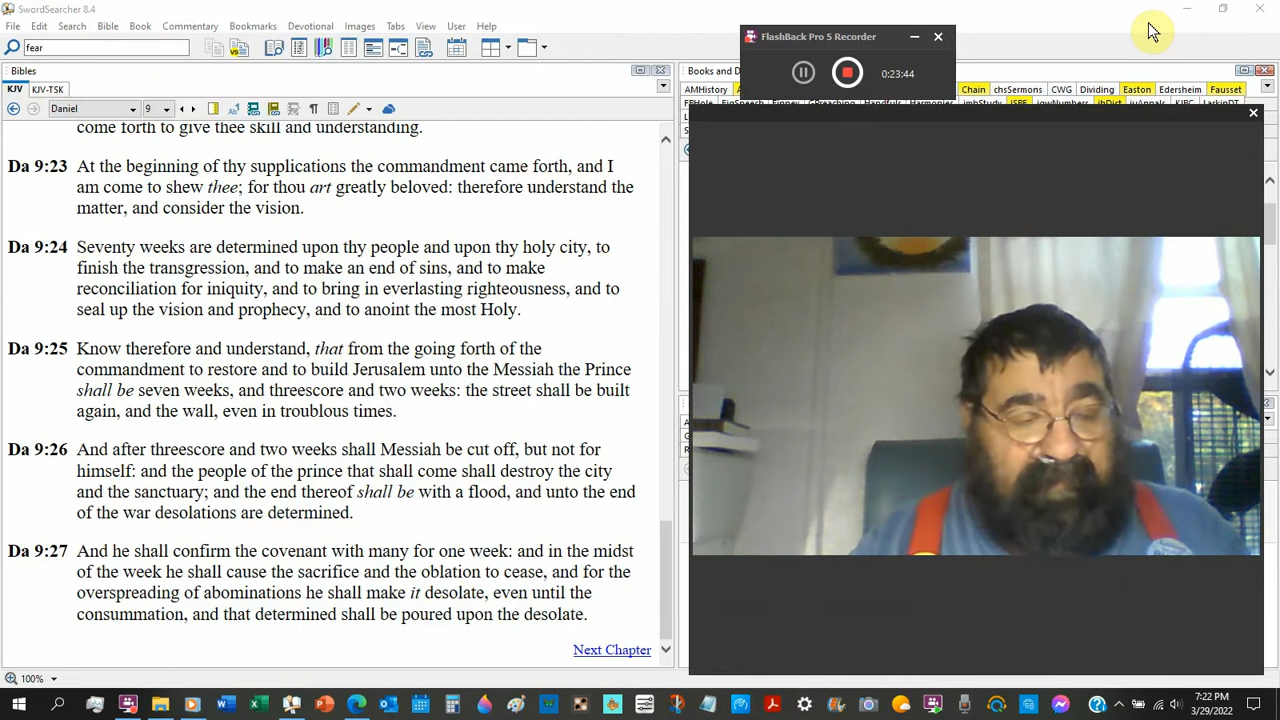 SwordSearcher 8.4
File Edit Search Bible Book Commentary Bookmarks Devotional Images Tabs View User Help
fear
VS
FlashBack Pro 5 Recorder
0:23:44
Bibles
Books and D
KJV KJV-TSK
AMHistory
Chain chsSermons CWG Dividing Easton Edersheim Fausset
Daniel 9
come forth to give thee skill and understanding.
Da 9:23 At the beginning of thy supplications the commandment came forth, and I
am come to shew thee; for thou art greatly beloved: therefore understand the
matter, and consider the vision.
Da 9:24 Seventy weeks are determined upon thy people and upon thy holy city, to
finish the transgression, and to make an end of sins, and to make
reconciliation for iniquity, and to bring in everlasting righteousness, and to
seal up the vision and prophecy, and to anoint the most Holy.
Da 9:25 Know therefore and understand, that from the going forth of the
commandment to restore and to build Jerusalem unto the Messiah the Prince
shall be seven weeks, and threescore and two weeks: the street shall be built
again, and the wall, even in troublous times.
Da 9:26 And after threescore and two weeks shall Messiah be cut off, but not for
himself: and the people of the prince that shall come shall destroy the city
and the sanctuary; and the end thereof shall be with a flood, and unto the end
of the war desolations are determined.
Da 9:27 And he shall confirm the covenant with many for one week: and in the midst
of the week he shall cause the sacrifice and the oblation to cease, and for the
overspreading of abominations he shall make it desolate, even until the
consummation, and that determined shall be poured upon the desolate.
Next Chapter
100%
7:22 PM
3/29/2022